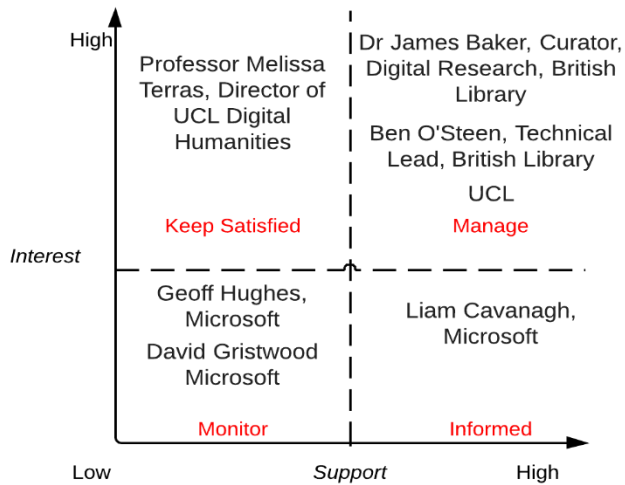 High
Professor Melissa
Terras, Director of
UCL Digital
Humanities
Keep Satisfied
Dr James Baker, Curator,
Digital Research, British
Library
Ben O'Steen, Technical
Lead, British Library
UCL
Manage
Interest
Geoff Hughes,
Microsoft
David Gristwood
Microsoft
Monitor
Liam Cavanagh,
Microsoft
Informed
Low
Support
High